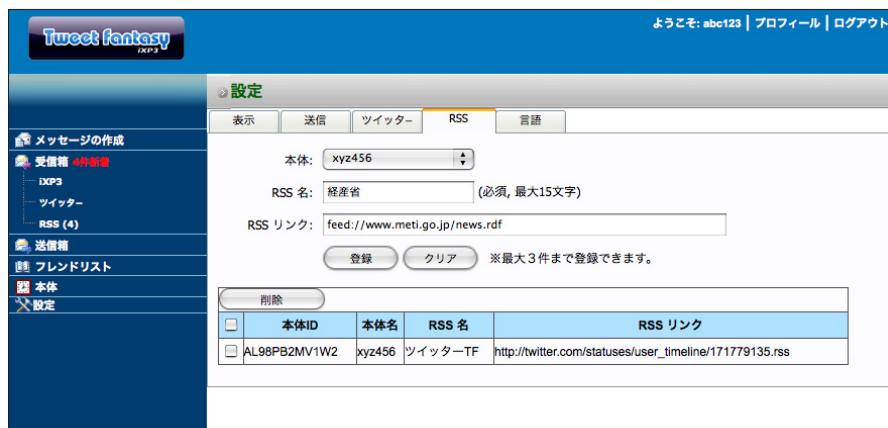 ようこそ: abc123 | プロフィール | ログアウト
Tweet fantasy
iXP3
設定
表示 送信 ツイッター RSS 言語
メッセージの作成
受信箱 4件新着
iXP3
ツイッター
RSS (4)
送信箱
フレンドリスト
本体
設定
本体: xyz456
RSS 名: 経産省 (必須, 最大15文字)
RSS リンク: feed://www.meti.go.jp/news.rdf
登録 クリア ※最大３件まで登録できます。
削除
本体ID 本体名 RSS 名 RSS リンク
AL98PB2MV1W2 xyz456 ツイッターTF http://twitter.com/statuses/user_timeline/171779135.rss